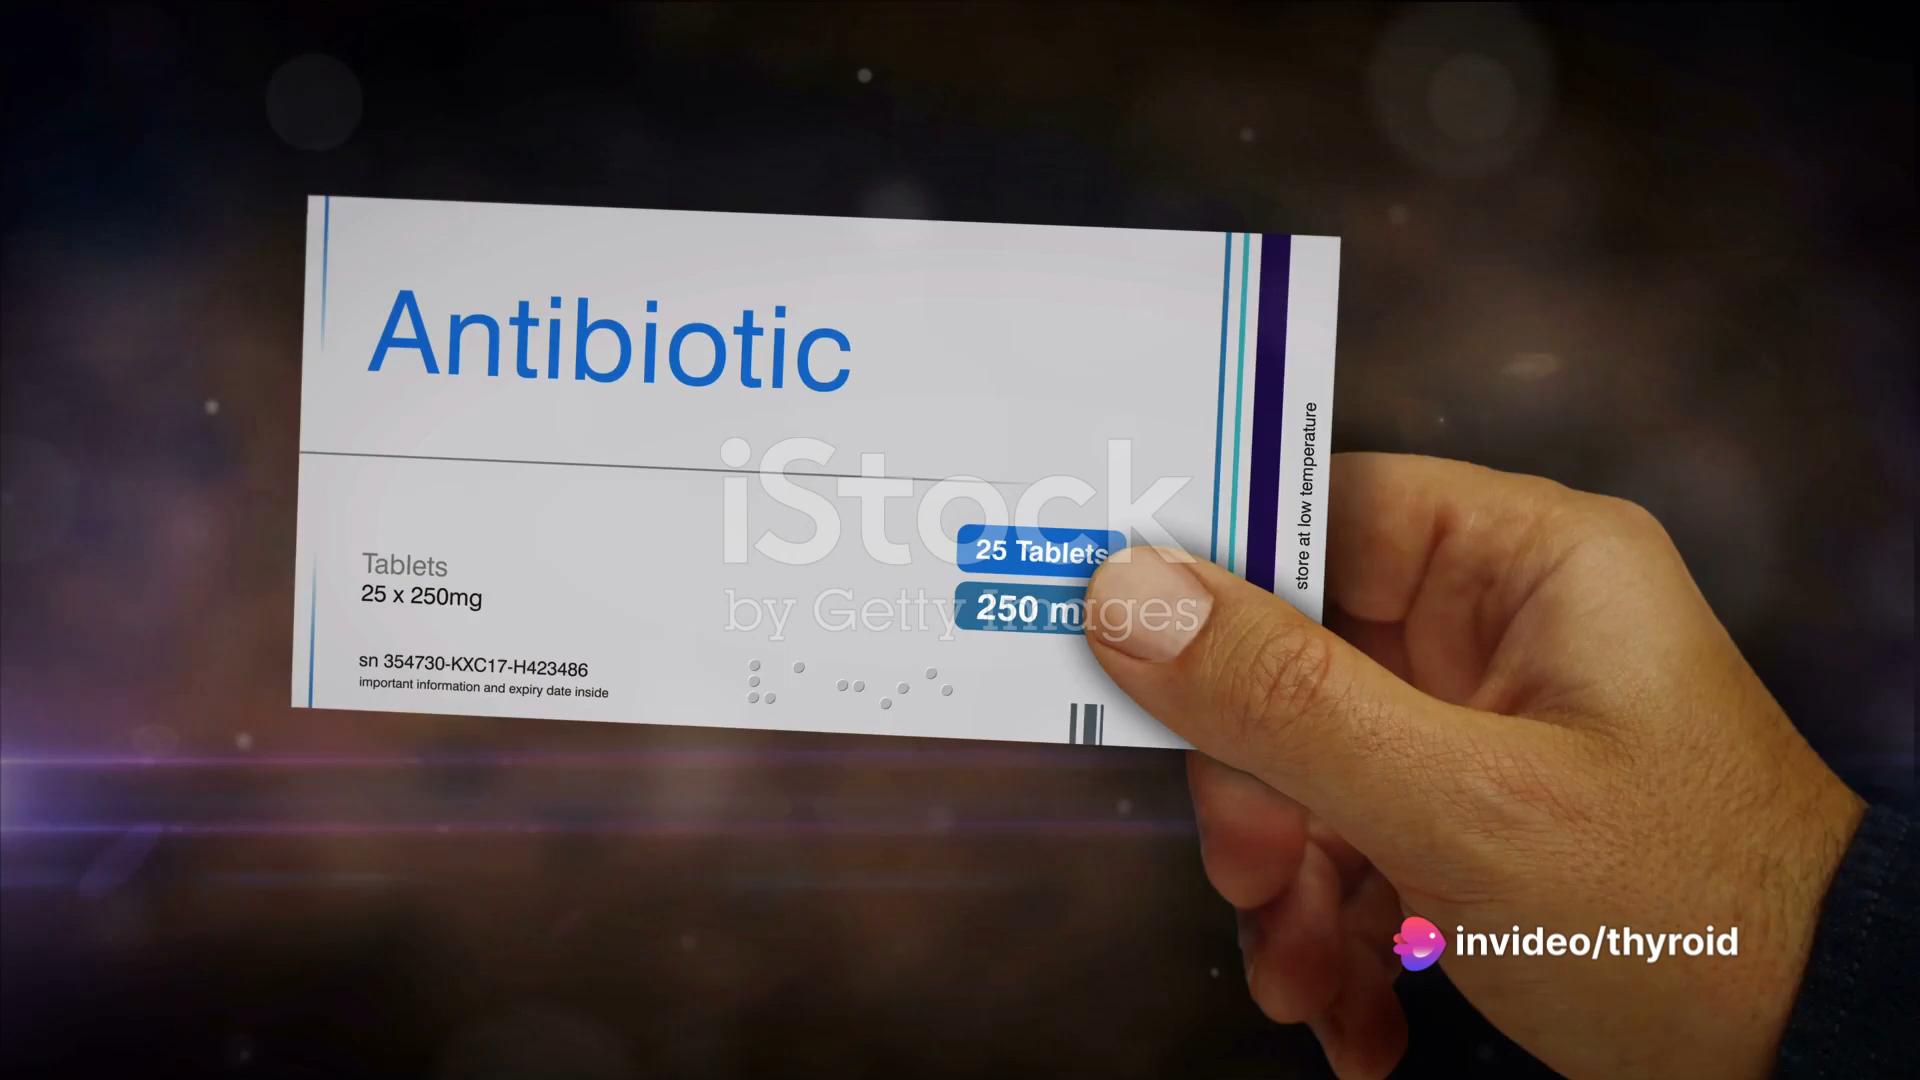 Antibiotic
Tablets
25 x 250mg
25 Tablets
250 m
sn 354730-KXC17-H423486
important information and expiry date inside
store at low temperature
iStock
by Getty Images
invideo/thyroid